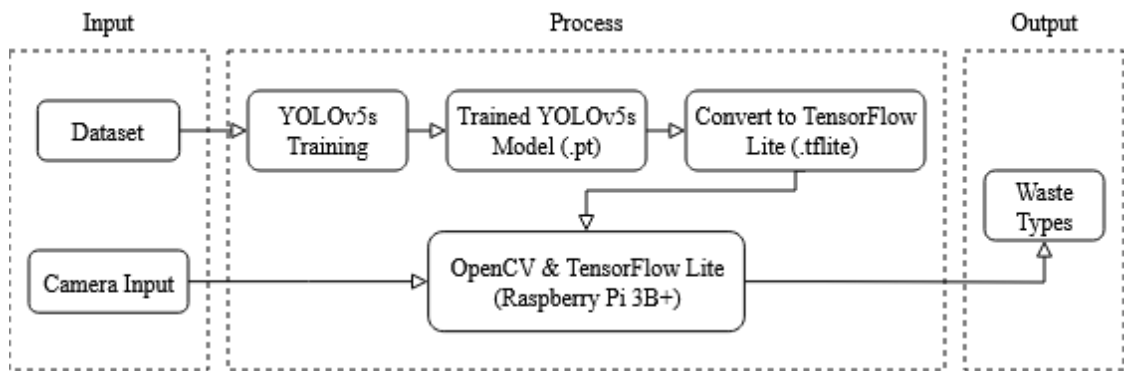 Input
Process
Output
Dataset
YOLOv5s
Training
Trained YOLOv5s
Model (.pt)
Convert to TensorFlow
Lite (.tflite)
Waste
Types
Camera Input
OpenCV & TensorFlow Lite
(Raspberry Pi 3B+)